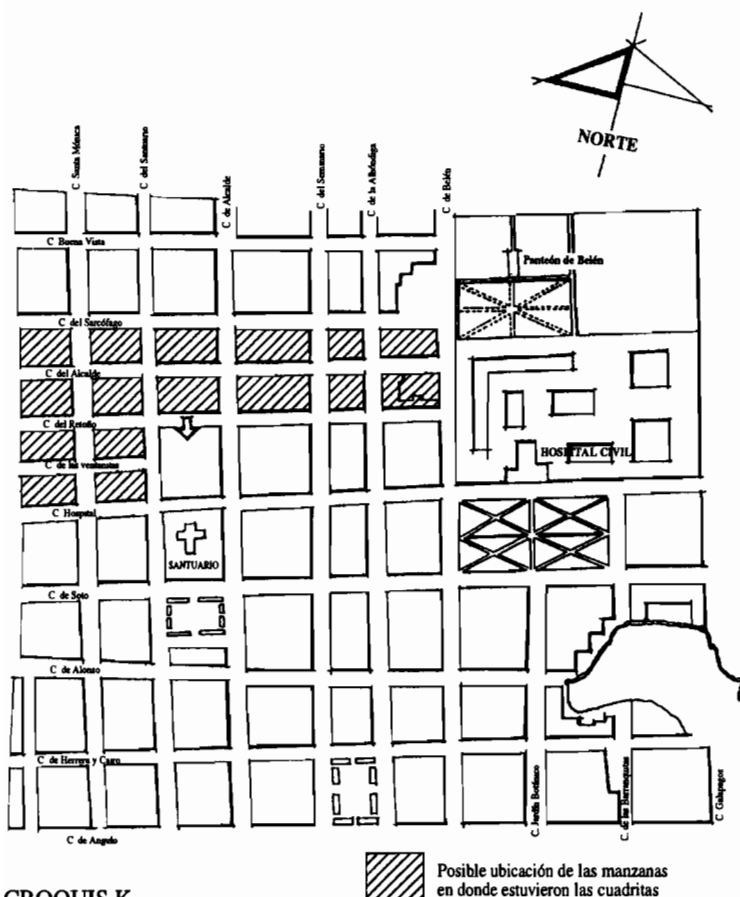 NORTE
C Santa Mónica
C del Santuario
C de Alcalde
C del Seminario
C de la Alhóndiga
C de Belén
C Buena Vista
Panteón de Belén
C del Sarcófago
C del Alcalde
C del Retoño
C de las ventanas
HOSPITAL CIVIL
C Hospital
SANTUARIO
C de Soto
C de Alonzo
C de Herrera y Cairo
C. Jardín Botánico
C. de las Barranquitas
C Galapagos
C de Angulo
Posible ubicación de las manzanas
en donde estuvieron las cuadritas
CROQUIS K